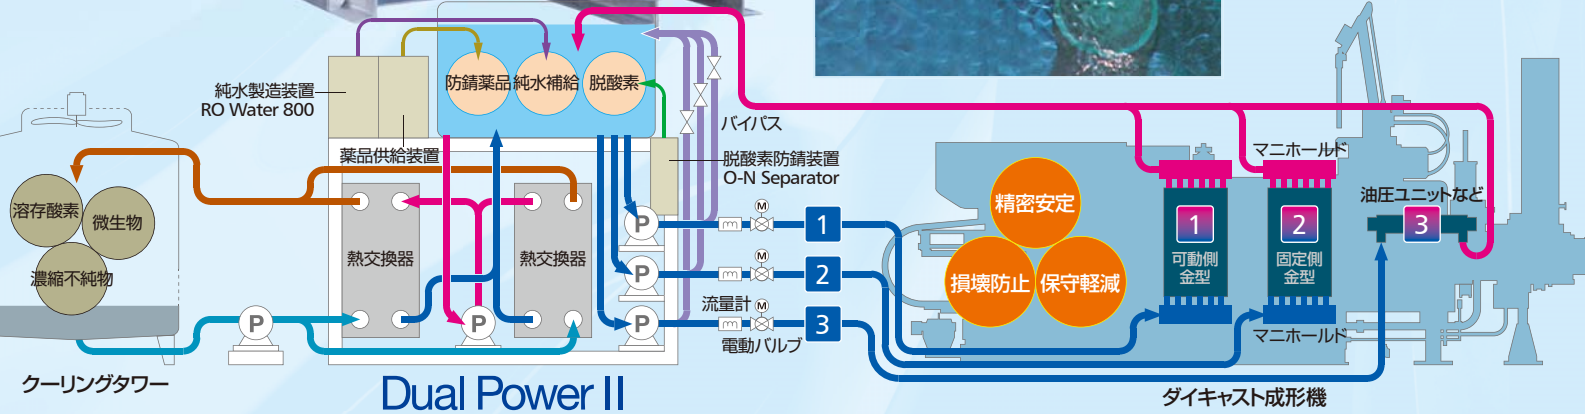 防錆薬品
純水補給
脱酸素
純水製造装置
RO Water 800
薬品供給装置
バイパス
脱酸素防錆装置
O-N Separator
溶存酸素
微生物
濃縮不純物
熱交換器
熱交換器
P
P
P
P
P
M
M
M
流量計
電動バルブ
1
2
3
精密安定
損壊防止
保守軽減
マニホールド
油圧ユニットなど
1
可動側
金型
2
固定側
金型
3
マニホールド
クーリングタワー
Dual Power II
ダイキャスト成形機